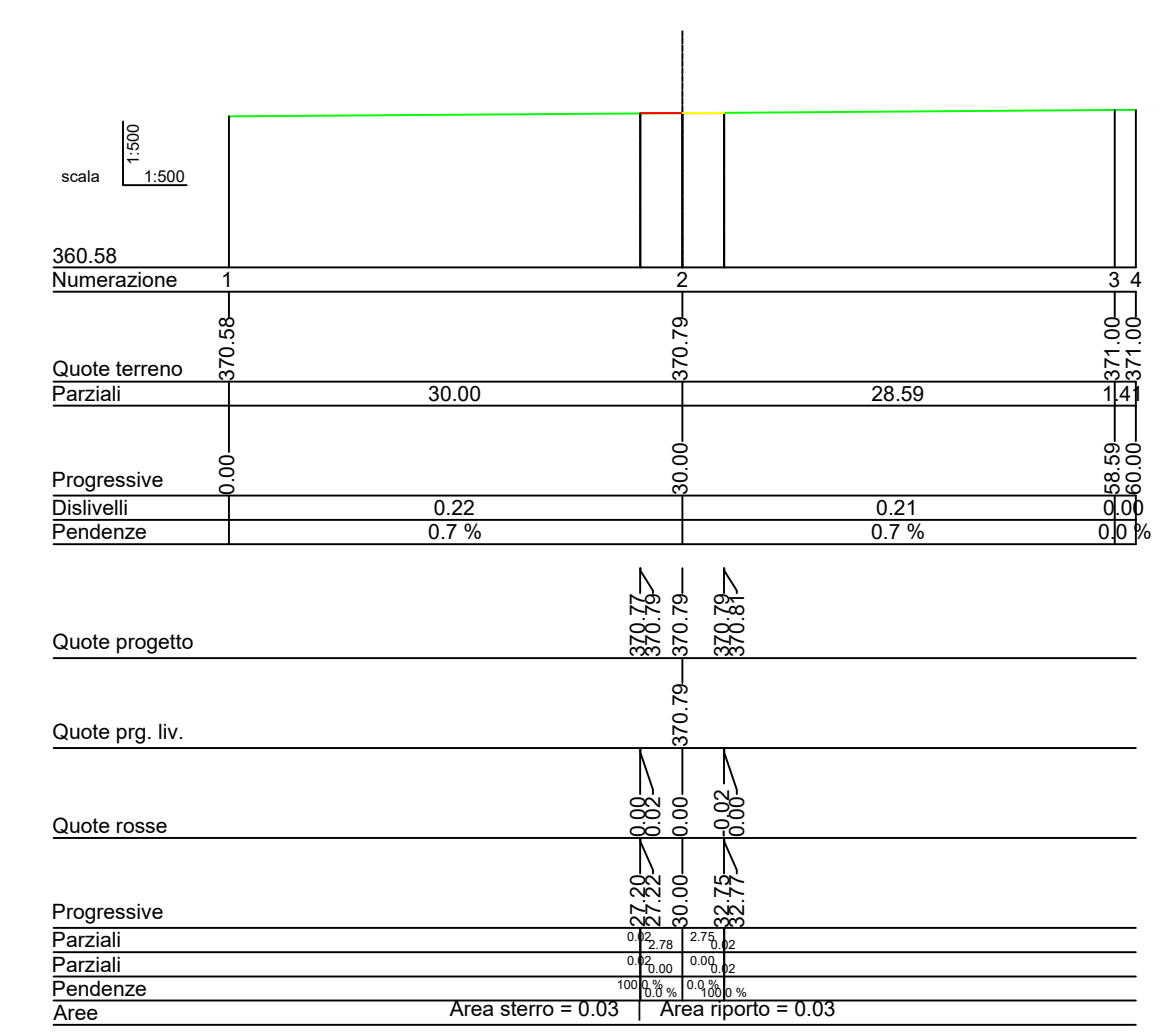 1:500
scala 1:500
360.58
Numerazione 1 2 3 4
Quote terreno 370.58 370.79 371.00 371.00
Parziali 30.00 28.59 1.41
Progressive 0.00 30.00 58.59 60.00
Dislivelli 0.22 0.21 0.00
Pendenze 0.7 % 0.7 % 0.0 %
Quote progetto 370.77 370.79 370.79 370.79 370.81
Quote prg. liv. 370.79
Quote rosse 0.00 0.02 0.00 -0.02 0.00
Progressive 27.20 27.22 30.00 32.75 32.77
Parziali 0.02 2.78 2.75 0.02
Parziali 0.02 0.00 0.00 0.02
Pendenze 100.0 % 0.0 % 0.0 % 100.0 %
Aree Area sterro = 0.03 Area riporto = 0.03